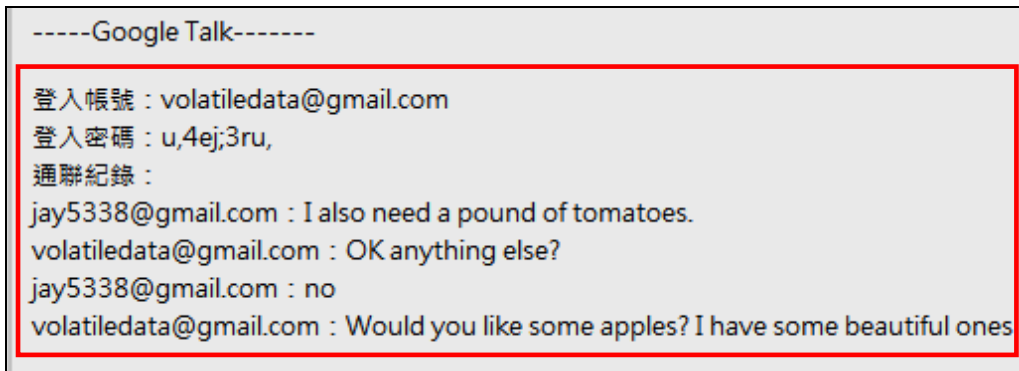 -----Google Talk-------
登入帳號：volatiledata@gmail.com
登入密碼：u,4ej;3ru,
通聯紀錄：
jay5338@gmail.com：I also need a pound of tomatoes.
volatiledata@gmail.com：OK anything else?
jay5338@gmail.com：no
volatiledata@gmail.com：Would you like some apples? I have some beautiful ones